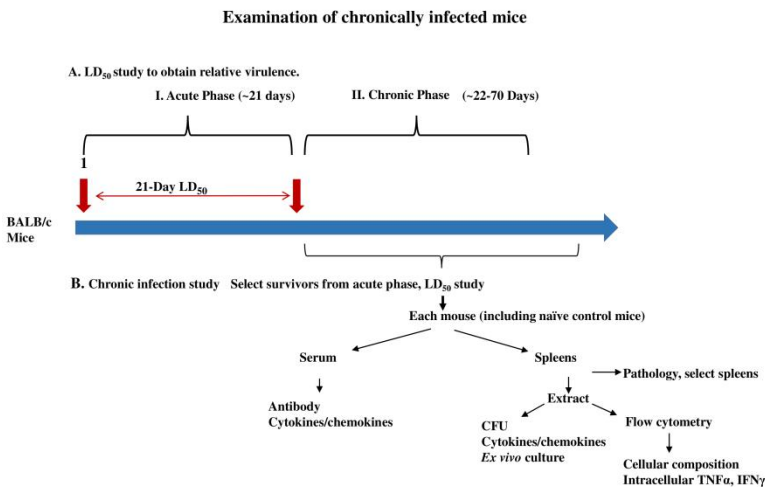 Examination of chronically infected mice
A. LD50 study to obtain relative virulence.
I. Acute Phase (~21 days)
II. Chronic Phase (~22-70 Days)
1
21-Day LD50
BALB/c
Mice
B. Chronic infection study Select survivors from acute phase, LD50 study
Each mouse (including naïve control mice)
Serum
Spleens
Pathology, select spleens
Antibody
Cytokines/chemokines
Extract
CFU
Cytokines/chemokines
Ex vivo culture
Flow cytometry
Cellular composition
Intracellular TNFα, IFNγ